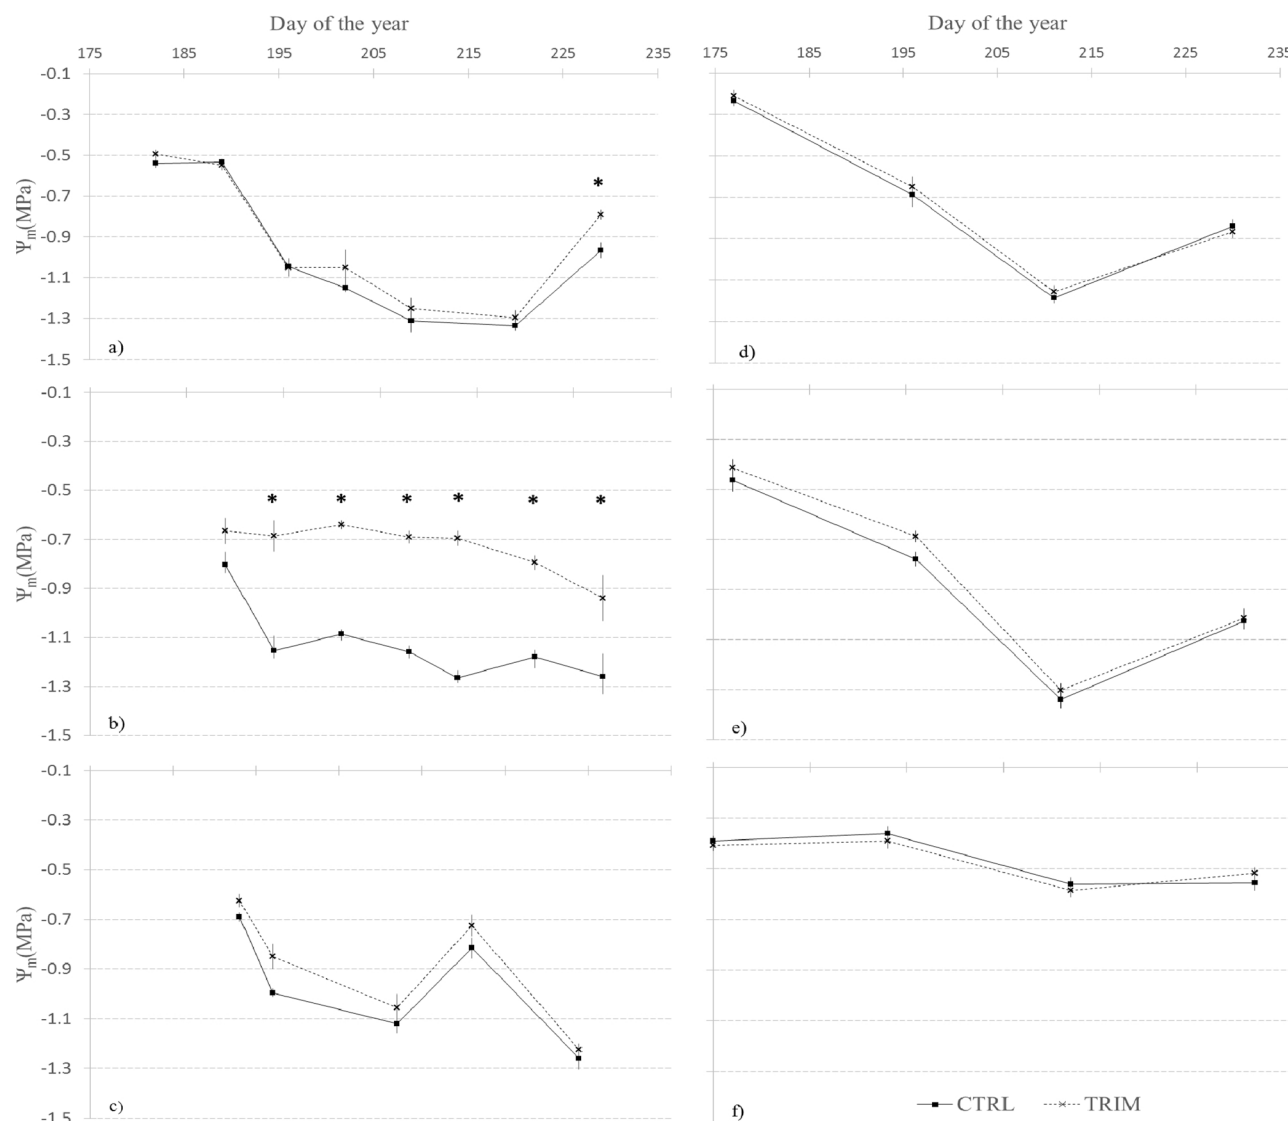 Day of the year
Day of the year
175 185 195 205 215 225 235
175 185 195 205 215 225 235
-0.1
-0.3
-0.5
-0.7
-0.9
-1.1
-1.3
-1.5
Ψm(MPa)
*
a)
d)
-0.1
-0.3
-0.5
-0.7
-0.9
-1.1
-1.3
-1.5
Ψm(MPa)
* * * * * *
b)
e)
-0.1
-0.3
-0.5
-0.7
-0.9
-1.1
-1.3
-1.5
Ψm(MPa)
c)
f)
CTRL TRIM